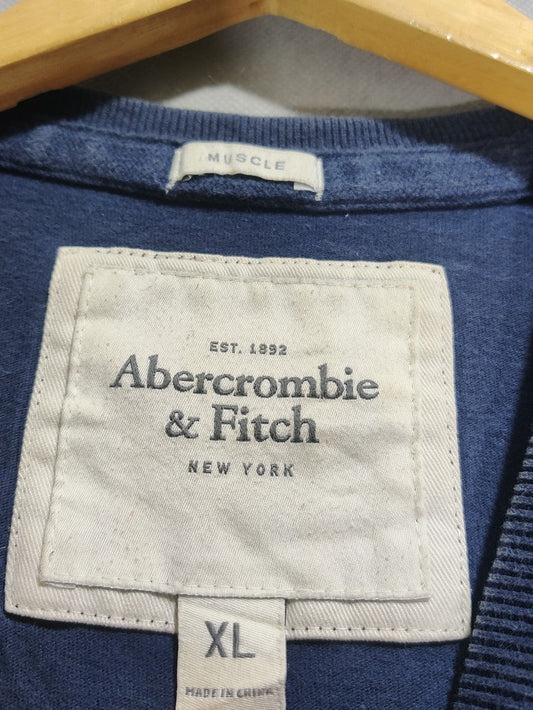 MUSCLE
EST. 1892
Abercrombie
& Fitch
NEW YORK
XL
MADE IN CHINA